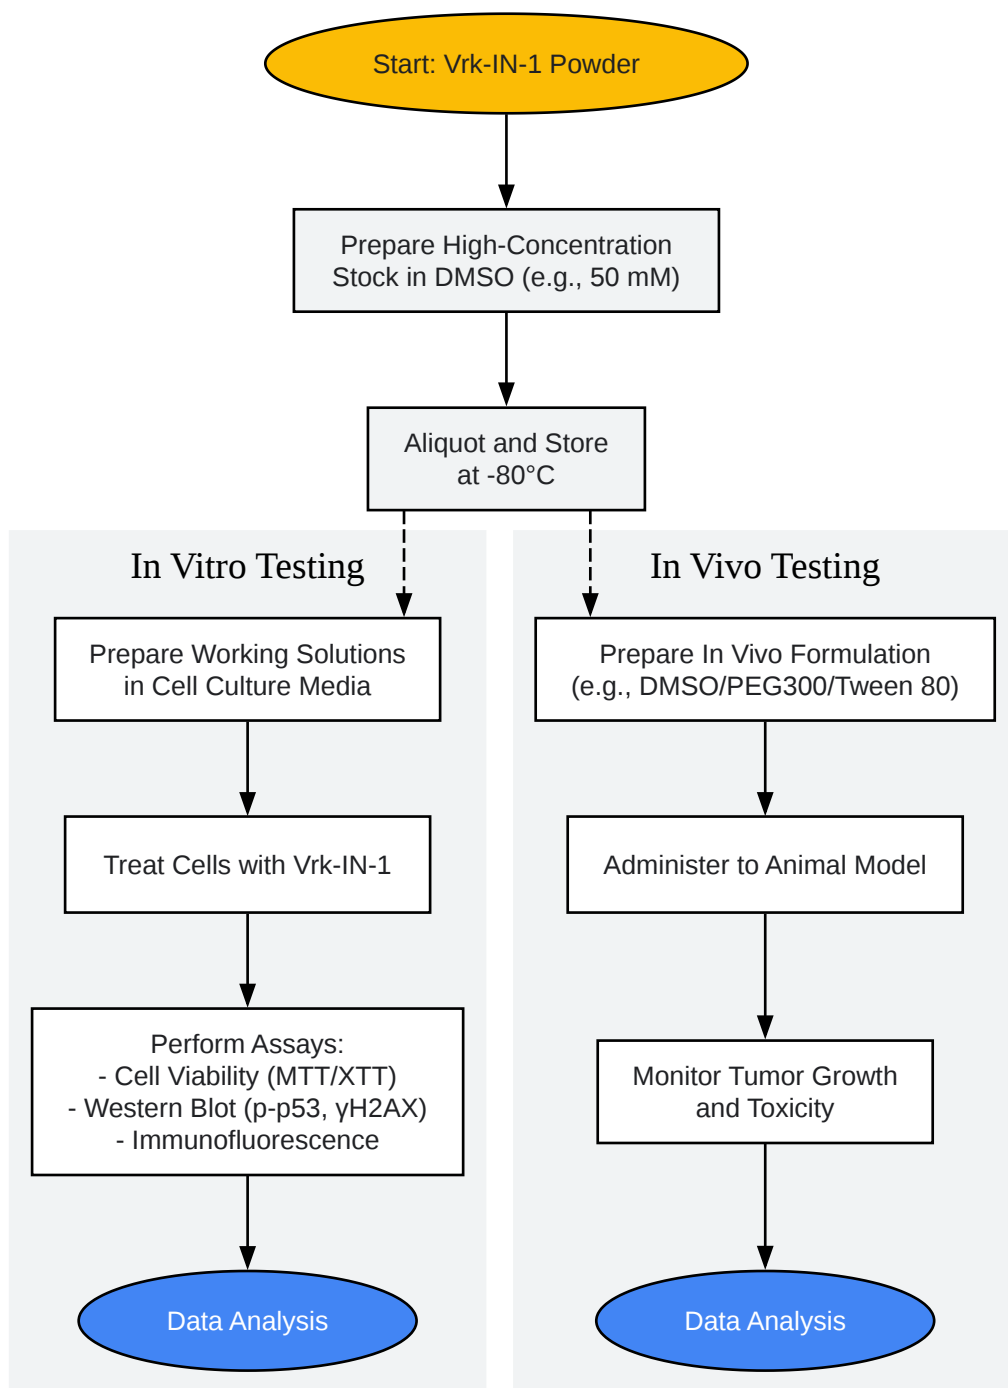 Start: Vrk-IN-1 Powder
Prepare High-Concentration
Stock in DMSO (e.g., 50 mM)
Aliquot and Store
at -80°C
In Vitro Testing
Prepare Working Solutions
in Cell Culture Media
Treat Cells with Vrk-IN-1
Perform Assays:
- Cell Viability (MTT/XTT)
- Western Blot (p-p53, γH2AX)
- Immunofluorescence
Data Analysis
In Vivo Testing
Prepare In Vivo Formulation
(e.g., DMSO/PEG300/Tween 80)
Administer to Animal Model
Monitor Tumor Growth
and Toxicity
Data Analysis